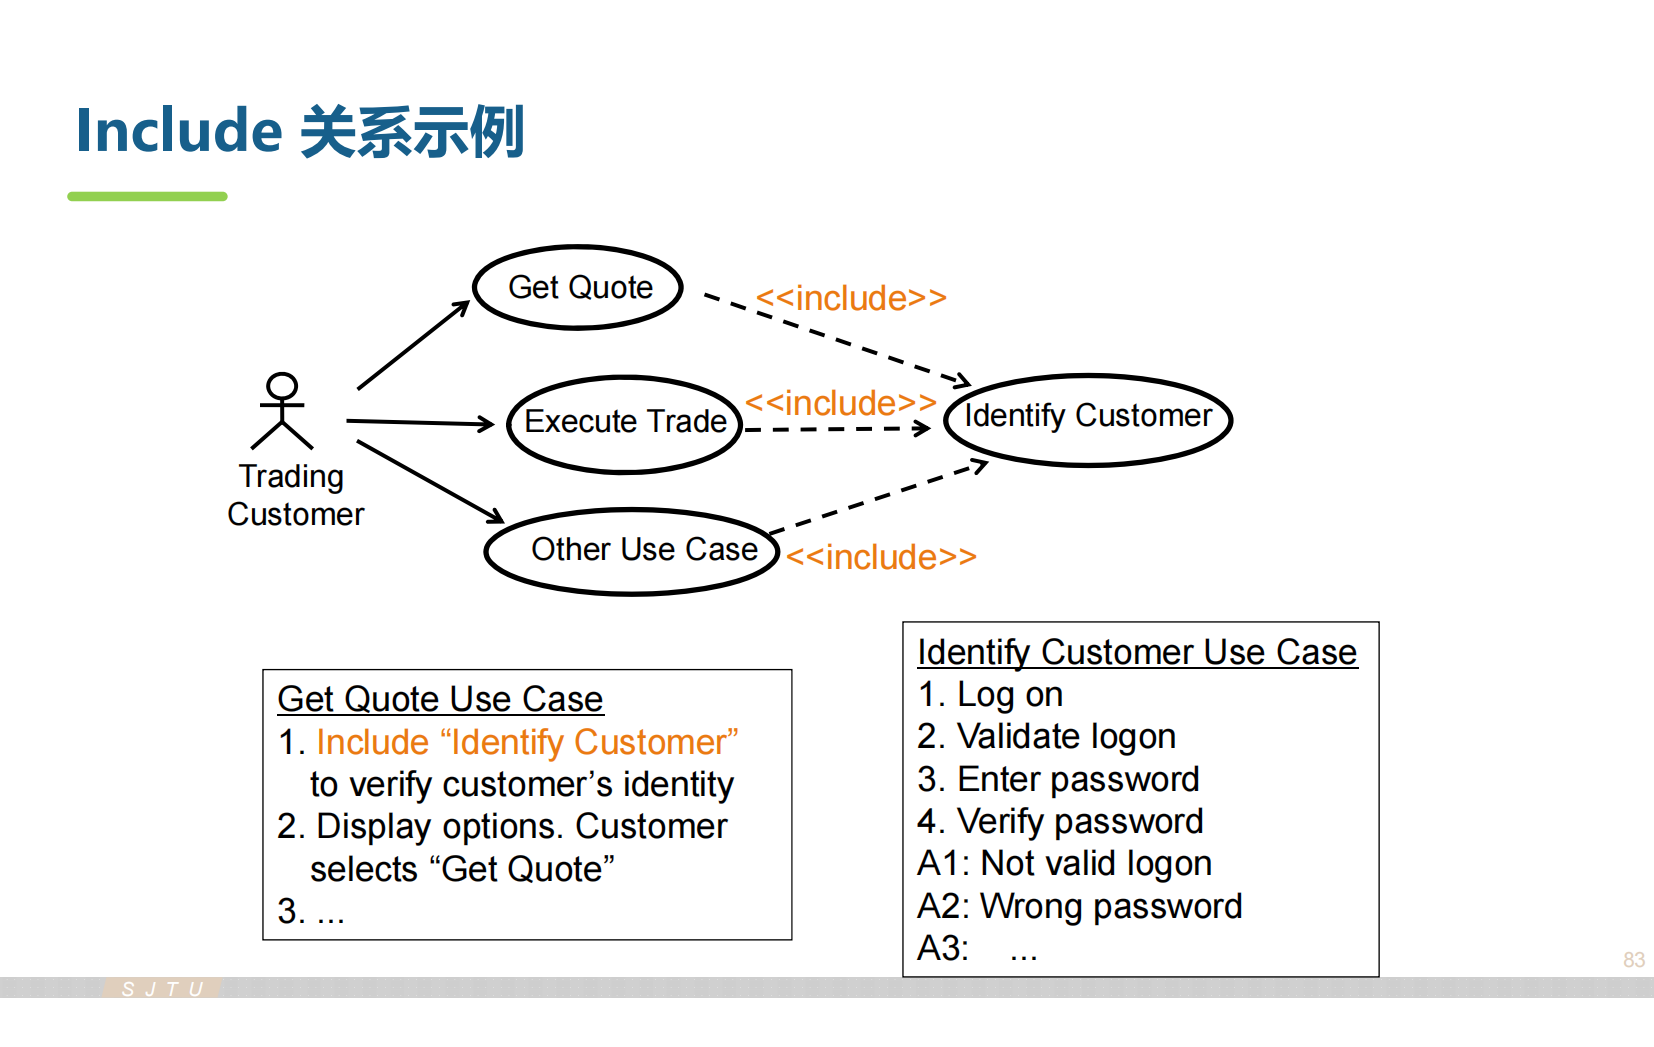 Include 关系示例
Get Quote
<<include>>
Execute Trade
<<include>>
Identify Customer
Trading
Customer
Other Use Case
<<include>>
Get Quote Use Case
1. Include “Identify Customer”
to verify customer’s identity
2. Display options. Customer
selects “Get Quote”
3. ...
Identify Customer Use Case
1. Log on
2. Validate logon
3. Enter password
4. Verify password
A1: Not valid logon
A2: Wrong password
A3: ...
83
SJTU